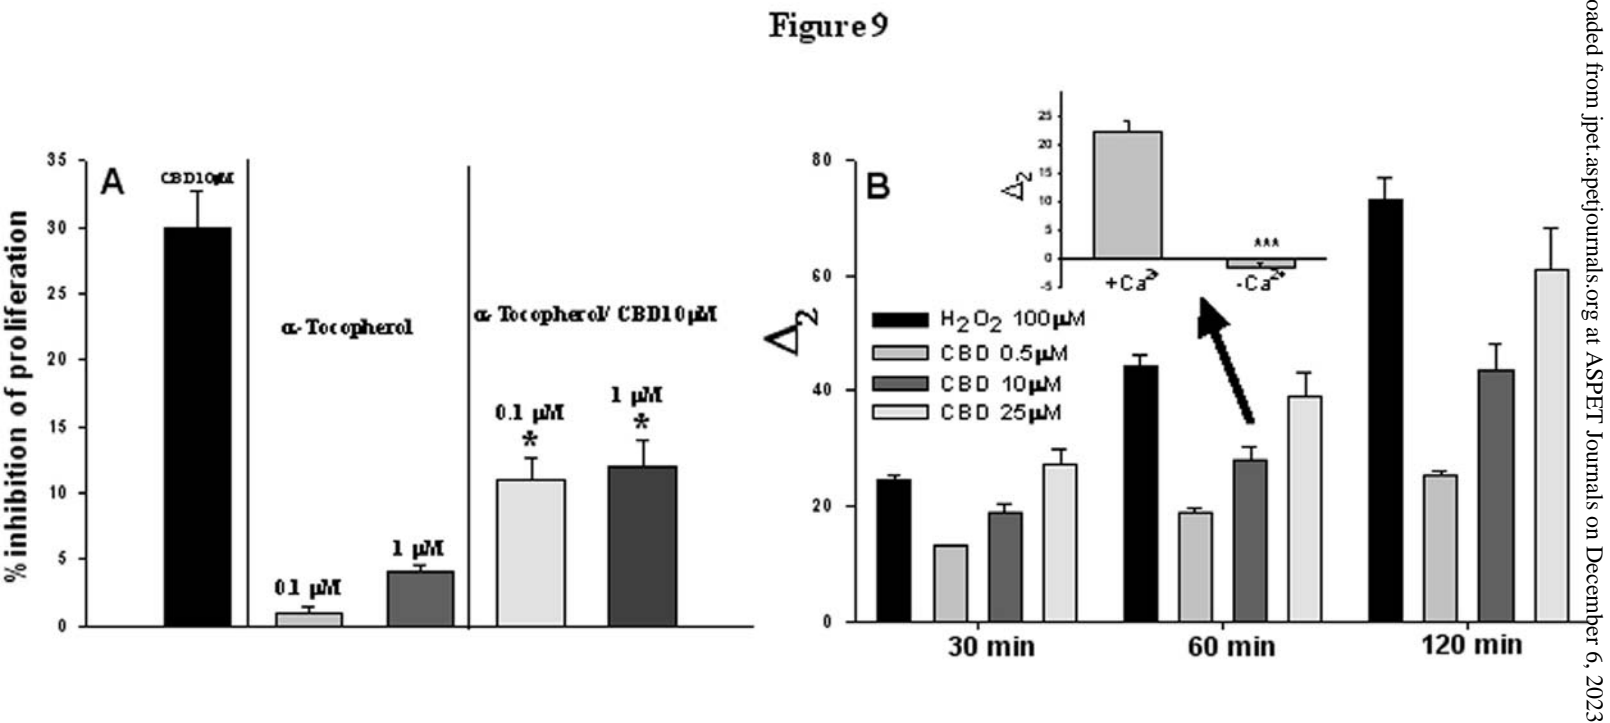 Figure 9
A
% inhibition of proliferation
35
30
25
20
15
10
5
0
CBD10µM
α-Tocopherol
0.1 µM
1 µM
α-Tocopherol/ CBD10µM
0.1 µM
*
1 µM
*
B
Δ2
80
60
40
20
0
H2O2 100µM
CBD 0.5µM
CBD 10µM
CBD 25µM
Δ2
25
20
15
10
5
0
-5
***
+Ca2+
-Ca2+
30 min
60 min
120 min
oaded from jpet.aspetjournals.org at ASPET Journals on December 6, 2023